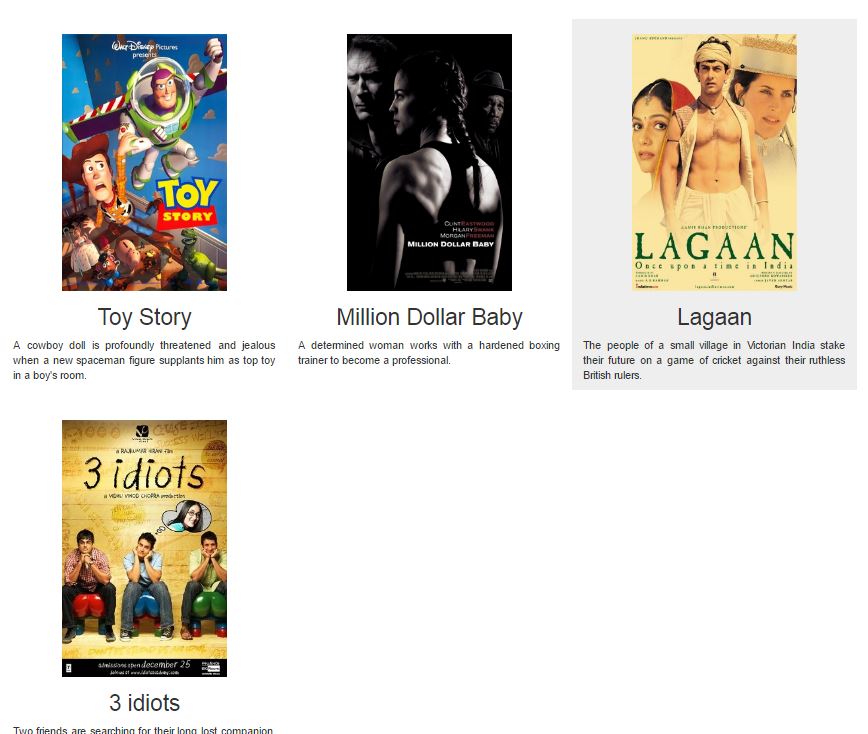 WALT DISNEY Pictures
presents
TOY
STORY
Toy Story
A cowboy doll is profoundly threatened and jealous
when a new spaceman figure supplants him as top toy
in a boy's room.
CLINT EASTWOOD
HILARY SWANK
MORGAN FREEMAN
MILLION DOLLAR BABY
Million Dollar Baby
A determined woman works with a hardened boxing
trainer to become a professional.
AAMIR KHAN PRODUCTIONS'
LAGAAN
Once upon a time in India
Lagaan
The people of a small village in Victorian India stake
their future on a game of cricket against their ruthless
British rulers.
a RAJKUMAR HIRANI film
3 idiots
a VIDHU VINOD CHOPRA production
admissions open december 25
3 idiots
Two friends are searching for their long lost companion.